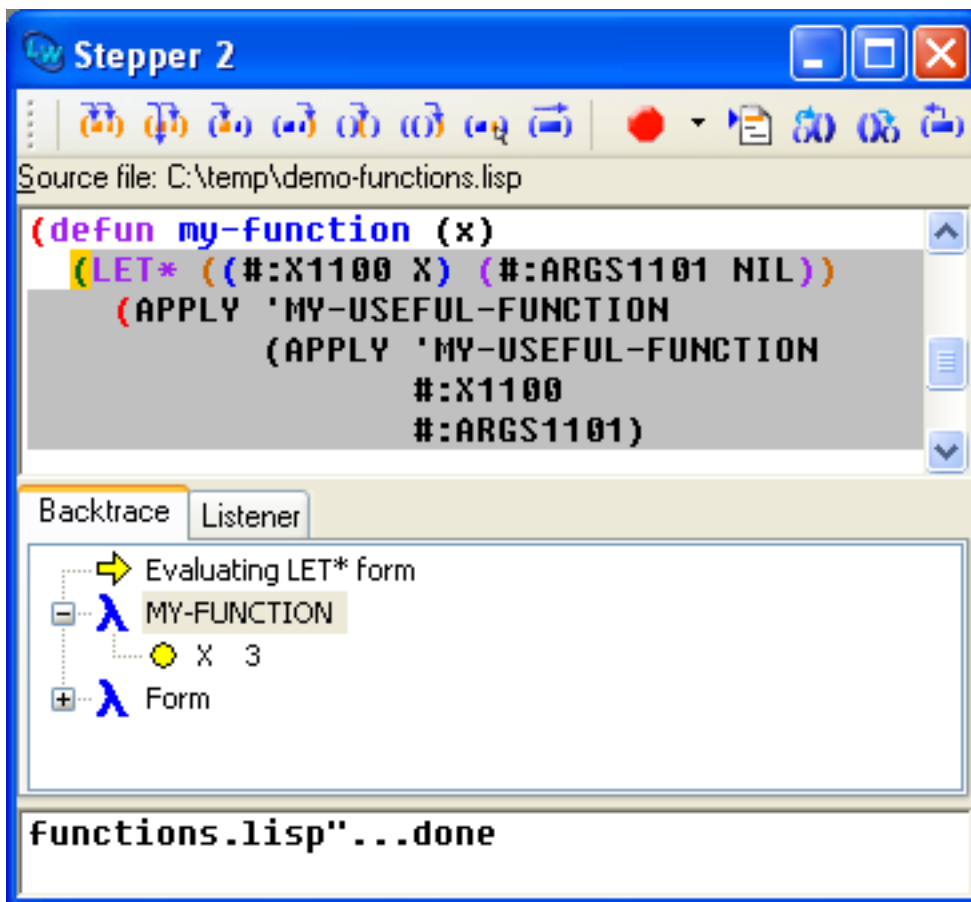 Stepper 2
Source file: C:\temp\demo-functions.lisp
(defun my-function (x)
(LET* ((#:X1100 X) (#:ARGS1101 NIL))
(APPLY 'MY-USEFUL-FUNCTION
(APPLY 'MY-USEFUL-FUNCTION
#:X1100
#:ARGS1101)
Backtrace Listener
Evaluating LET* form
λ MY-FUNCTION
X 3
λ Form
functions.lisp"...done